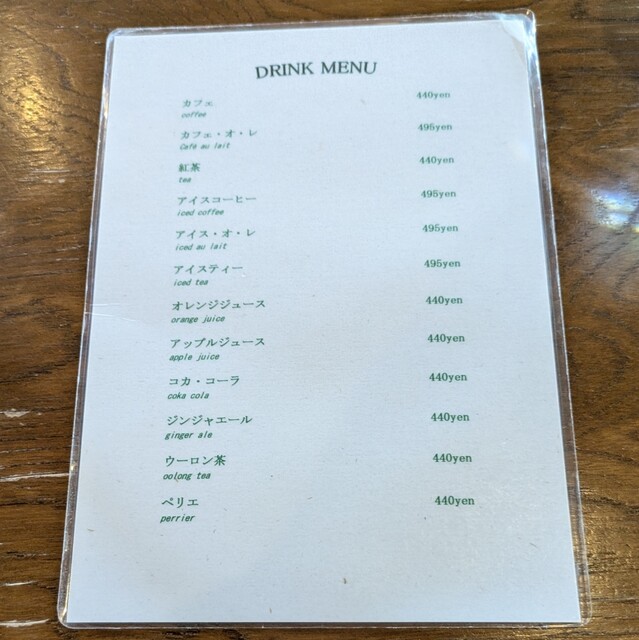 DRINK MENU
カフェ 440yen
coffee
カフェ・オ・レ 495yen
Café au lait
紅茶 440yen
tea
アイスコーヒー 495yen
iced coffee
アイス・オ・レ 495yen
iced au lait
アイスティー 495yen
iced tea
オレンジジュース 440yen
orange juice
アップルジュース 440yen
apple juice
コカ・コーラ 440yen
coka cola
ジンジャエール 440yen
ginger ale
ウーロン茶 440yen
oolong tea
ペリエ 440yen
perrier